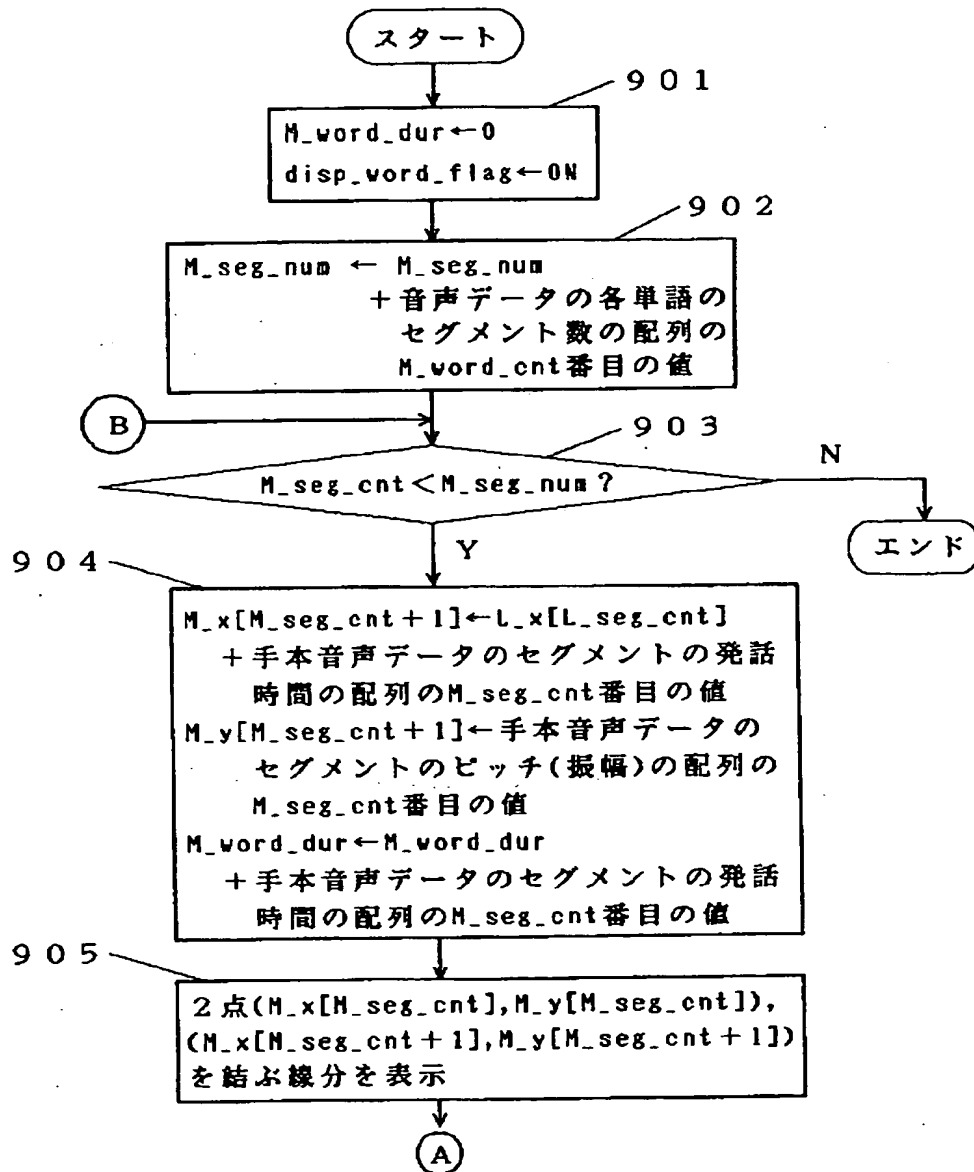 スタート
901
M_word_dur←0
disp_word_flag←ON
902
M_seg_num ← M_seg_num
+音声データの各単語の
セグメント数の配列の
M_word_cnt番目の値
B
903
M_seg_cnt<M_seg_num?
N
エンド
Y
904
M_x[M_seg_cnt+1]←L_x[L_seg_cnt]
+手本音声データのセグメントの発話
時間の配列のM_seg_cnt番目の値
M_y[M_seg_cnt+1]←手本音声データの
セグメントのピッチ(振幅)の配列の
M_seg_cnt番目の値
M_word_dur←M_word_dur
+手本音声データのセグメントの発話
時間の配列のM_seg_cnt番目の値
905
2点(M_x[M_seg_cnt],M_y[M_seg_cnt]),
(M_x[M_seg_cnt+1],M_y[M_seg_cnt+1])
を結ぶ線分を表示
A